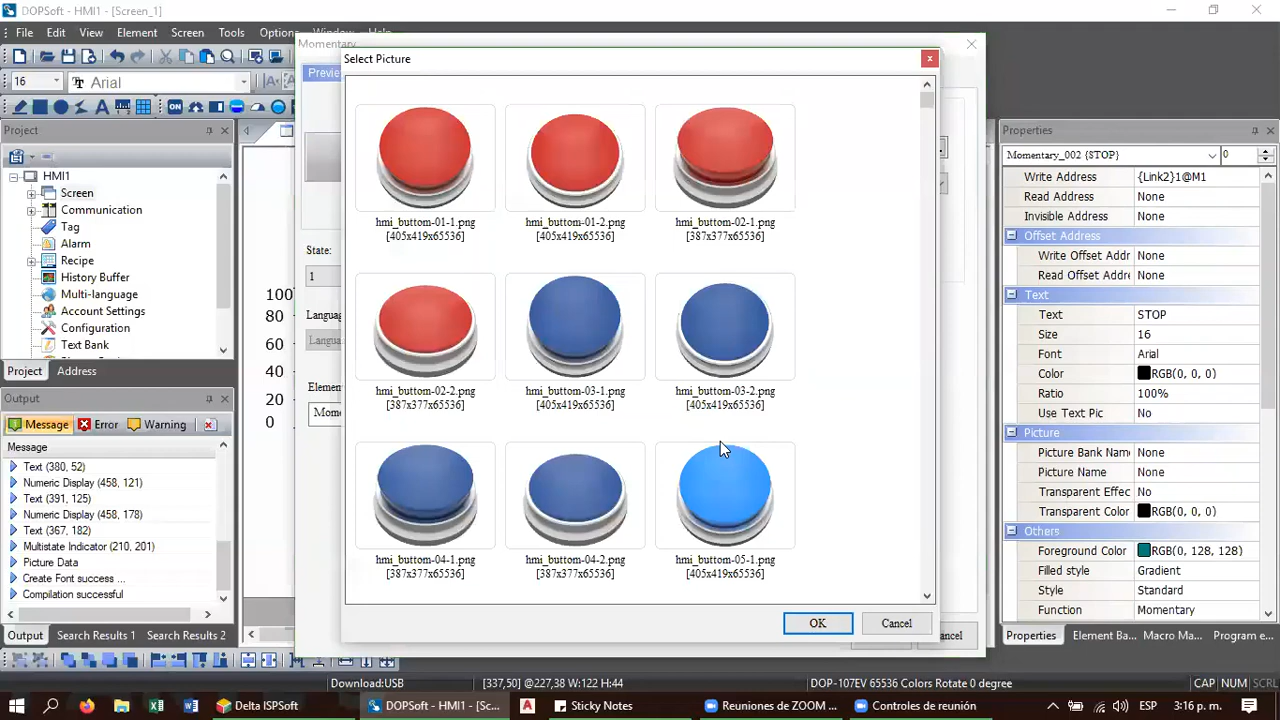 DOPSoft - HMI1 - [Screen_1]
File Edit View Element Screen Tools Option Window Help
16 Arial
Project
HMI1
Screen
Communication
Tag
Alarm
Recipe
History Buffer
Multi-language
Account Settings
Configuration
Text Bank
Project Address
Output
Message Error Warning
Message
Text (380, 52)
Numeric Display (458, 121)
Text (391, 125)
Numeric Display (458, 178)
Text (367, 182)
Multistate Indicator (210, 201)
Picture Data
Create Font success ...
Compilation successful
Output Search Results 1 Search Results 2
100
80
60
40
20
0
Momentary
Previe
State:
1
Langua
Langua
Elemen
Mome
ancel
Select Picture
hmi_buttom-01-1.png
[405x419x65536]
hmi_buttom-01-2.png
[405x419x65536]
hmi_buttom-02-1.png
[387x377x65536]
hmi_buttom-02-2.png
[387x377x65536]
hmi_buttom-03-1.png
[405x419x65536]
hmi_buttom-03-2.png
[405x419x65536]
hmi_buttom-04-1.png
[387x377x65536]
hmi_buttom-04-2.png
[387x377x65536]
hmi_buttom-05-1.png
[405x419x65536]
OK Cancel
Properties
Momentary_002 {STOP} 0
Write Address {Link2}1@M1
Read Address None
Invisible Address None
Offset Address
Write Offset Addr None
Read Offset Addr None
Text
Text STOP
Size 16
Font Arial
Color RGB(0, 0, 0)
Ratio 100%
Use Text Pic No
Picture
Picture Bank Name None
Picture Name None
Transparent Effec No
Transparent Color RGB(0, 0, 0)
Others
Foreground Color RGB(0, 128, 128)
Filled style Gradient
Style Standard
Function Momentary
Properties Element Ba... Macro Ma... Program e...
Download:USB [337,50] @227,38 W:122 H:44 DOP-107EV 65536 Colors Rotate 0 degree CAP NUM SCRL
Delta ISPSoft DOPSoft - HMI1 - [Sc... Sticky Notes Reuniones de ZOOM ... Controles de reunión ESP 3:16 p. m.